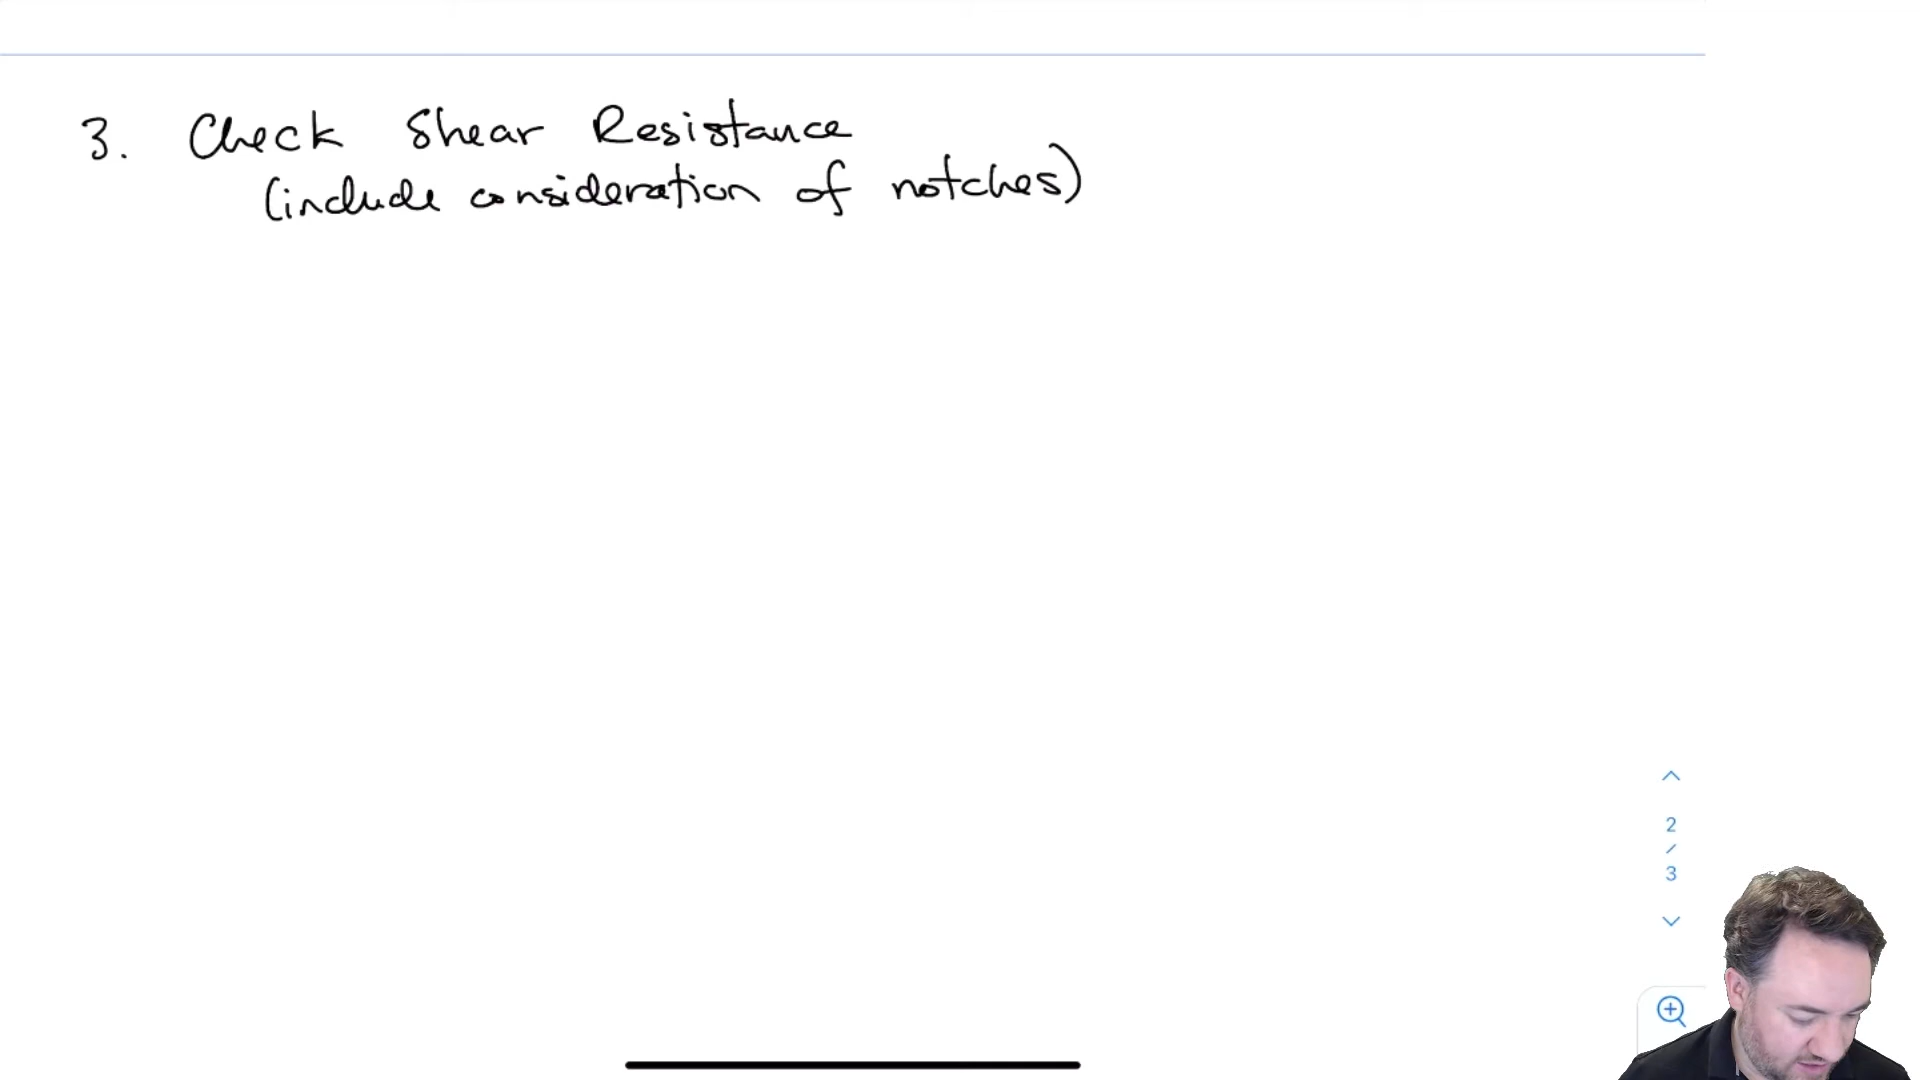 3. Check Shear Resistance
(include consideration of notches)
2
/
3